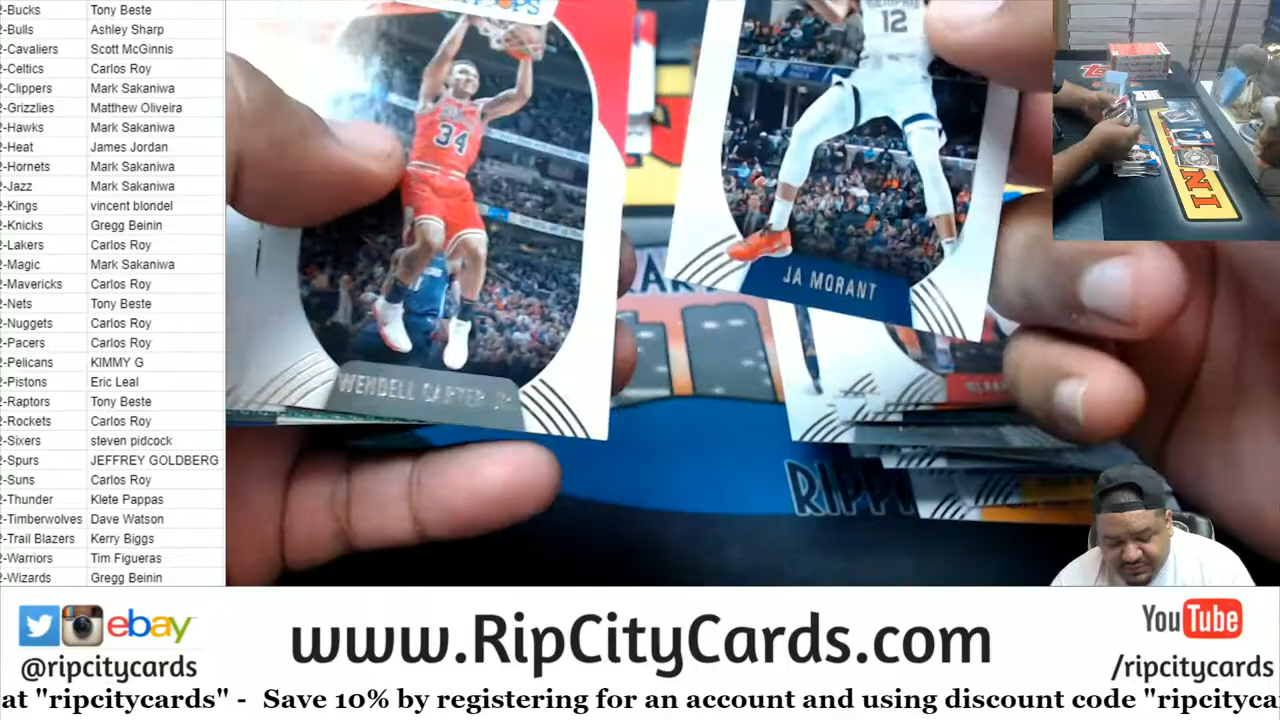 2-Bucks Tony Beste
2-Bulls Ashley Sharp
2-Cavaliers Scott McGinnis
2-Celtics Carlos Roy
2-Clippers Mark Sakaniwa
2-Grizzlies Matthew Oliveira
2-Hawks Mark Sakaniwa
2-Heat James Jordan
2-Hornets Mark Sakaniwa
2-Jazz Mark Sakaniwa
2-Kings vincent blondel
2-Knicks Gregg Beinin
2-Lakers Carlos Roy
2-Magic Mark Sakaniwa
2-Mavericks Carlos Roy
2-Nets Tony Beste
2-Nuggets Carlos Roy
2-Pacers Carlos Roy
2-Pelicans KIMMY G
2-Pistons Eric Leal
2-Raptors Tony Beste
2-Rockets Carlos Roy
2-Sixers steven pidcock
2-Spurs JEFFREY GOLDBERG
2-Suns Carlos Roy
2-Thunder Klete Pappas
2-Timberwolves Dave Watson
2-Trail Blazers Kerry Biggs
2-Warriors Tim Figueras
2-Wizards Gregg Beinin
34
WENDELL CARTER JR
12
JA MORANT
RIPP
ebay
@ripcitycards
www.RipCityCards.com
YouTube
/ripcitycards
at "ripcitycards" - Save 10% by registering for an account and using discount code "ripcityca